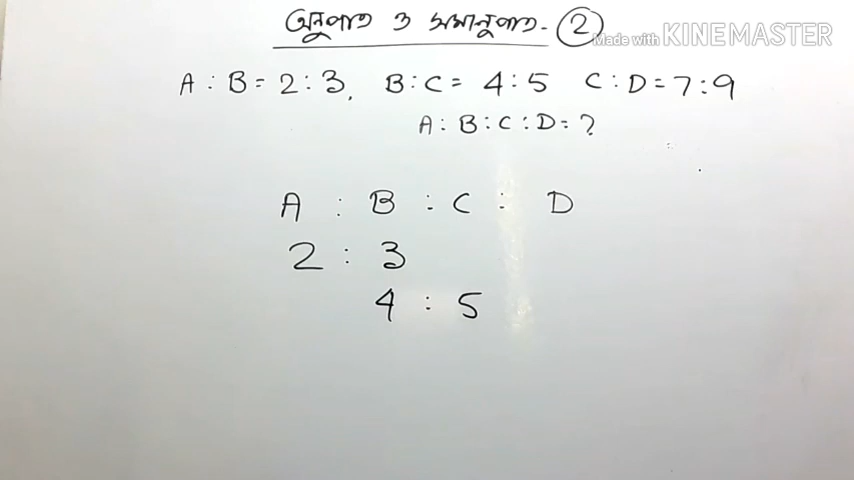 অনুপাত ও সমানুপাত - 2
Made with KINEMASTER
A : B = 2 : 3, B : C = 4 : 5 C : D = 7 : 9
A : B : C : D = ?
A : B : C : D
2 : 3
4 : 5